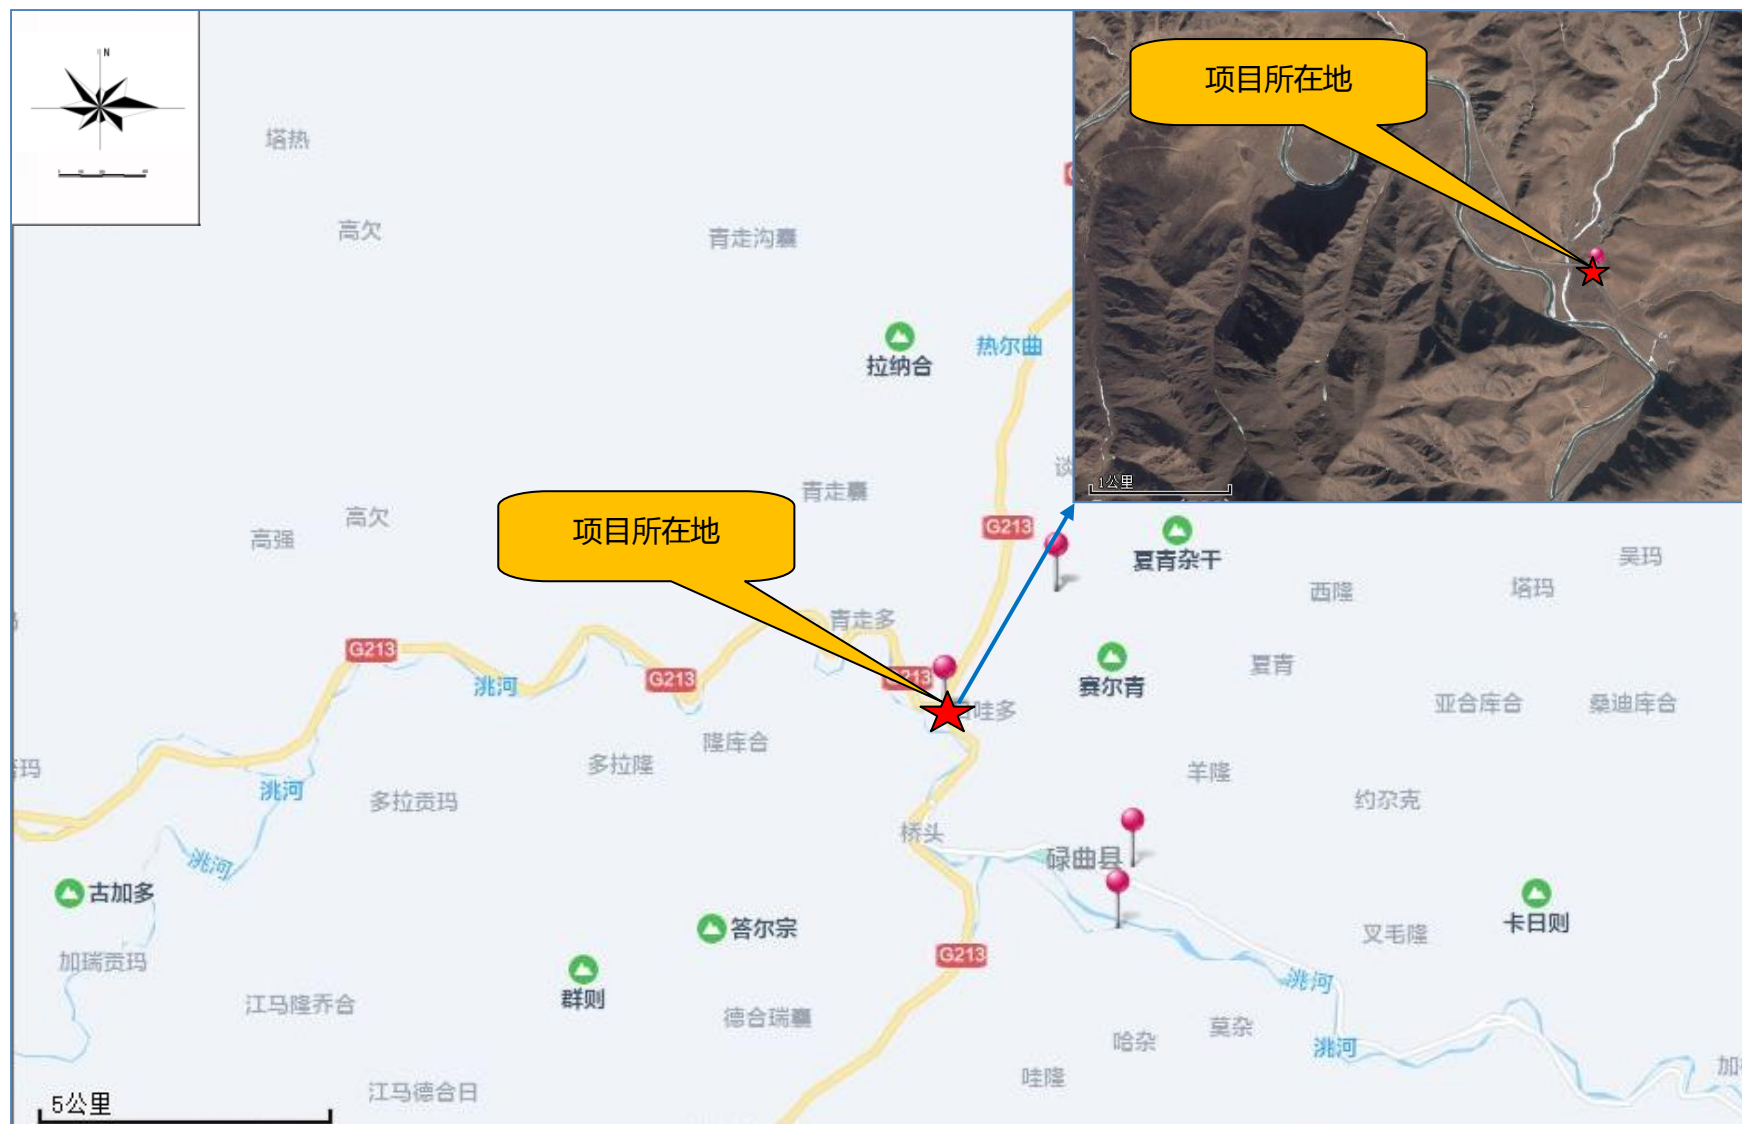 N
项目所在地
塔热
高欠
青走沟囊
热尔曲
拉纳合
1公里
青走囊
高欠
高强
G213
项目所在地
夏青杂干
吴玛
西隆
塔玛
青走多
G213
洮河
G213
赛尔青
夏青
哇多
亚合库合
桑迪库合
隆库合
多拉隆
玛
羊隆
洮河
多拉贡玛
约尕克
桥头
碌曲县
洮河
古加多
答尔宗
卡日则
叉毛隆
加瑞贡玛
G213
群则
洮河
江马隆乔合
德合瑞囊
莫杂
哈杂
洮河
哇隆
加
江马德合日
5公里